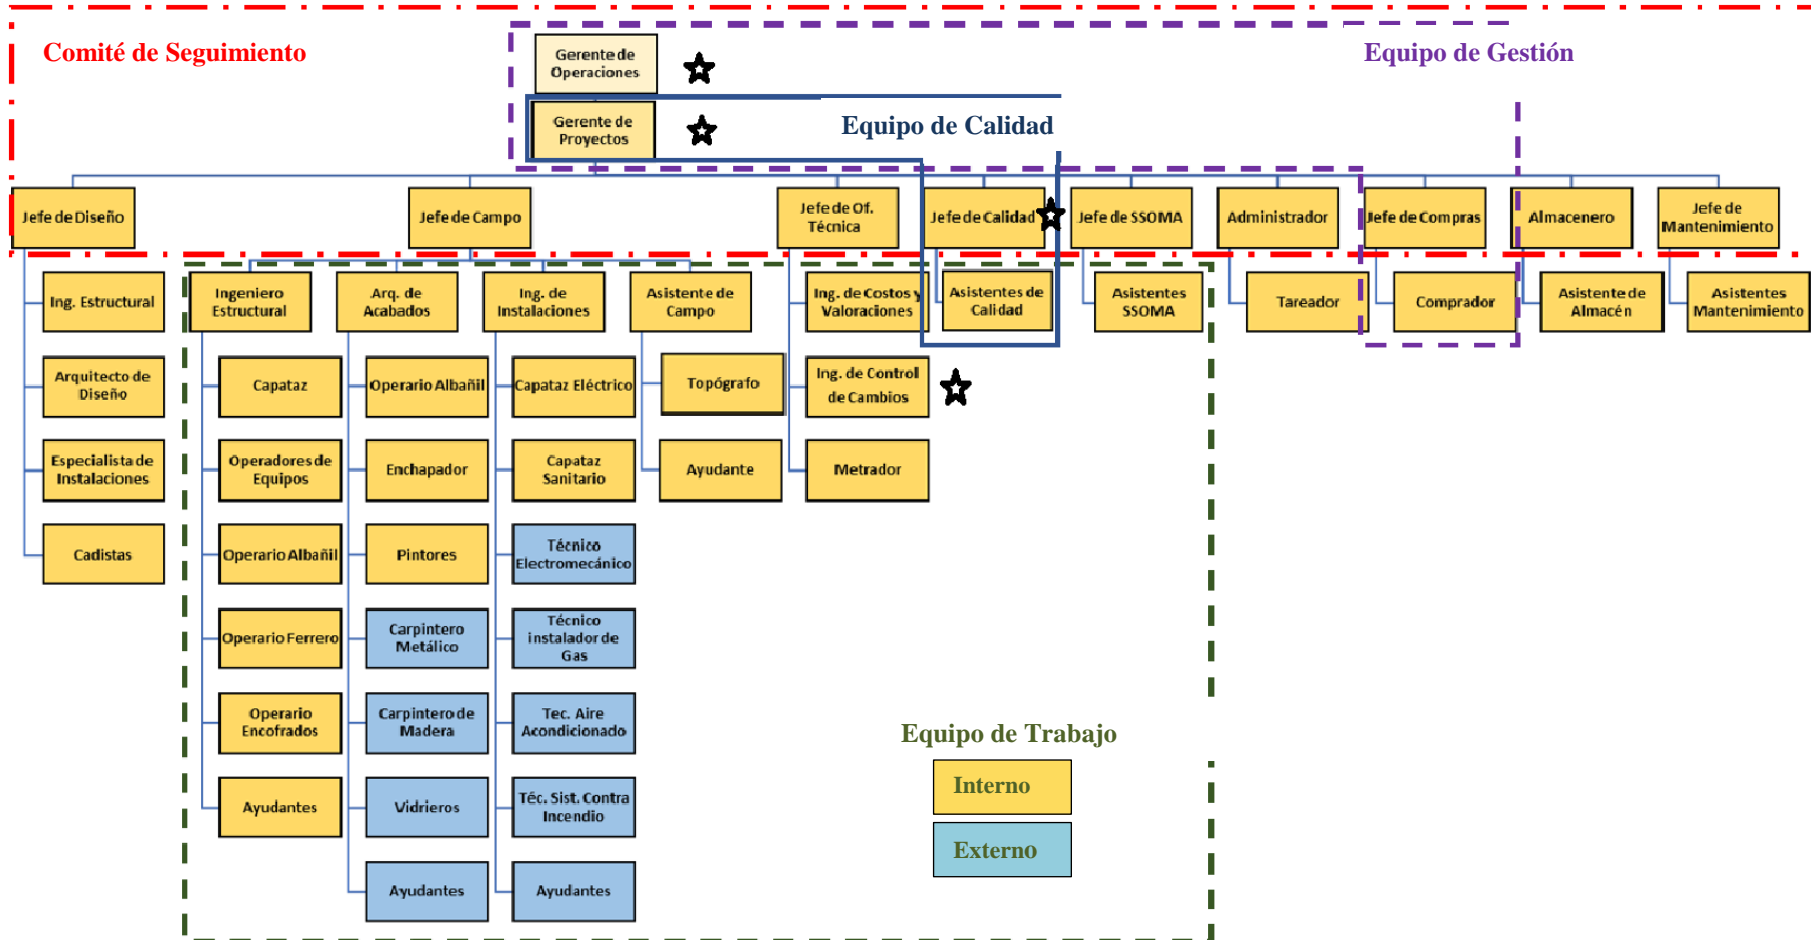 Comité de Seguimiento
Gerente de
Operaciones
Equipo de Gestión
Gerente de
Proyectos
Equipo de Calidad
Jefe de Diseño
Jefe de Campo
Jefe de Of.
Técnica
Jefe de Calidad
Jefe de SSOMA
Administrador
Jefe de Compras
Almacenero
Jefe de
Mantenimiento
Ing. Estructural
Ingeniero
Estructural
Arq. de
Acabados
Ing. de
Instalaciones
Asistente de
Campo
Ing. de Costos y
Valoraciones
Asistentes de
Calidad
Asistentes
SSOMA
Tareador
Comprador
Asistente de
Almacén
Asistentes
Mantenimiento
Arquitecto de
Diseño
Capataz
Operario Albañil
Capataz Eléctrico
Topógrafo
Ing. de Control
de Cambios
Especialista de
Instalaciones
Operadores de
Equipos
Enchapador
Capataz
Sanitario
Ayudante
Metrador
Cadistas
Operario Albañil
Pintores
Técnico
Electromecánico
Operario Ferrero
Carpintero
Metálico
Técnico
instalador de
Gas
Operario
Encofrados
Carpintero de
Madera
Tec. Aire
Acondicionado
Equipo de Trabajo
Ayudantes
Vidrieros
Téc. Sist. Contra
Incendio
Interno
Externo
Ayudantes
Ayudantes